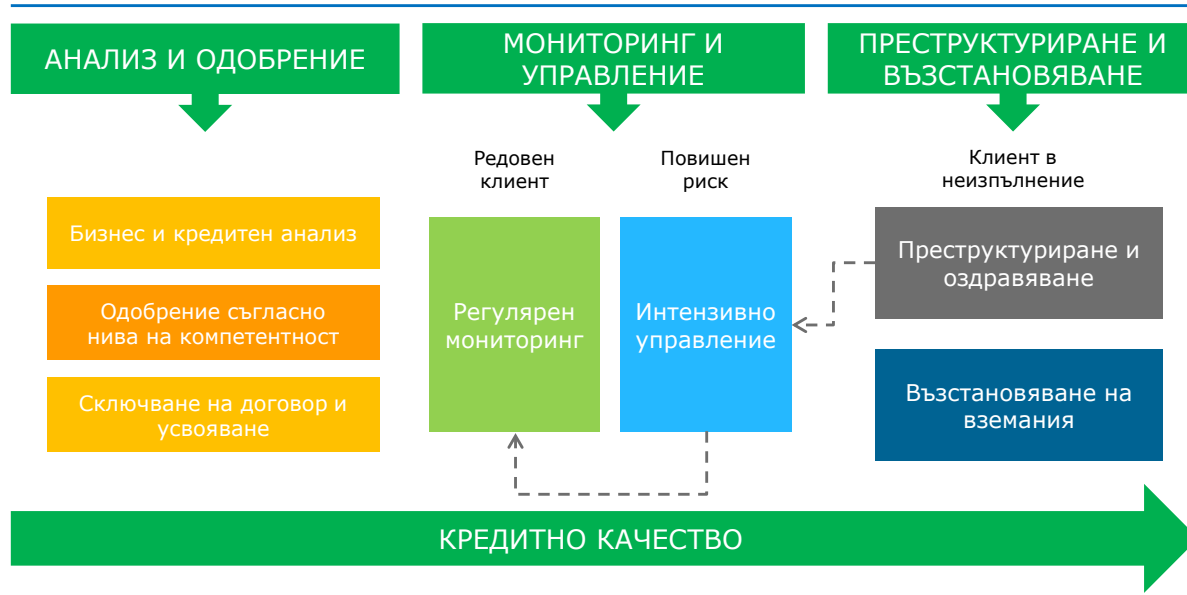 АНАЛИЗ И ОДОБРЕНИЕ
МОНИТОРИНГ И
УПРАВЛЕНИЕ
ПРЕСТРУКТУРИРАНЕ И
ВЪЗСТАНОВЯВАНЕ
Редовен
клиент
Повишен
риск
Клиент в
неизпълнение
Бизнес и кредитен анализ
Одобрение съгласно
нива на компетентност
Сключване на договор и
усвояване
Регулярен
мониторинг
Интензивно
управление
Преструктуриране и
оздравяване
Възстановяване на
вземания
КРЕДИТНО КАЧЕСТВО